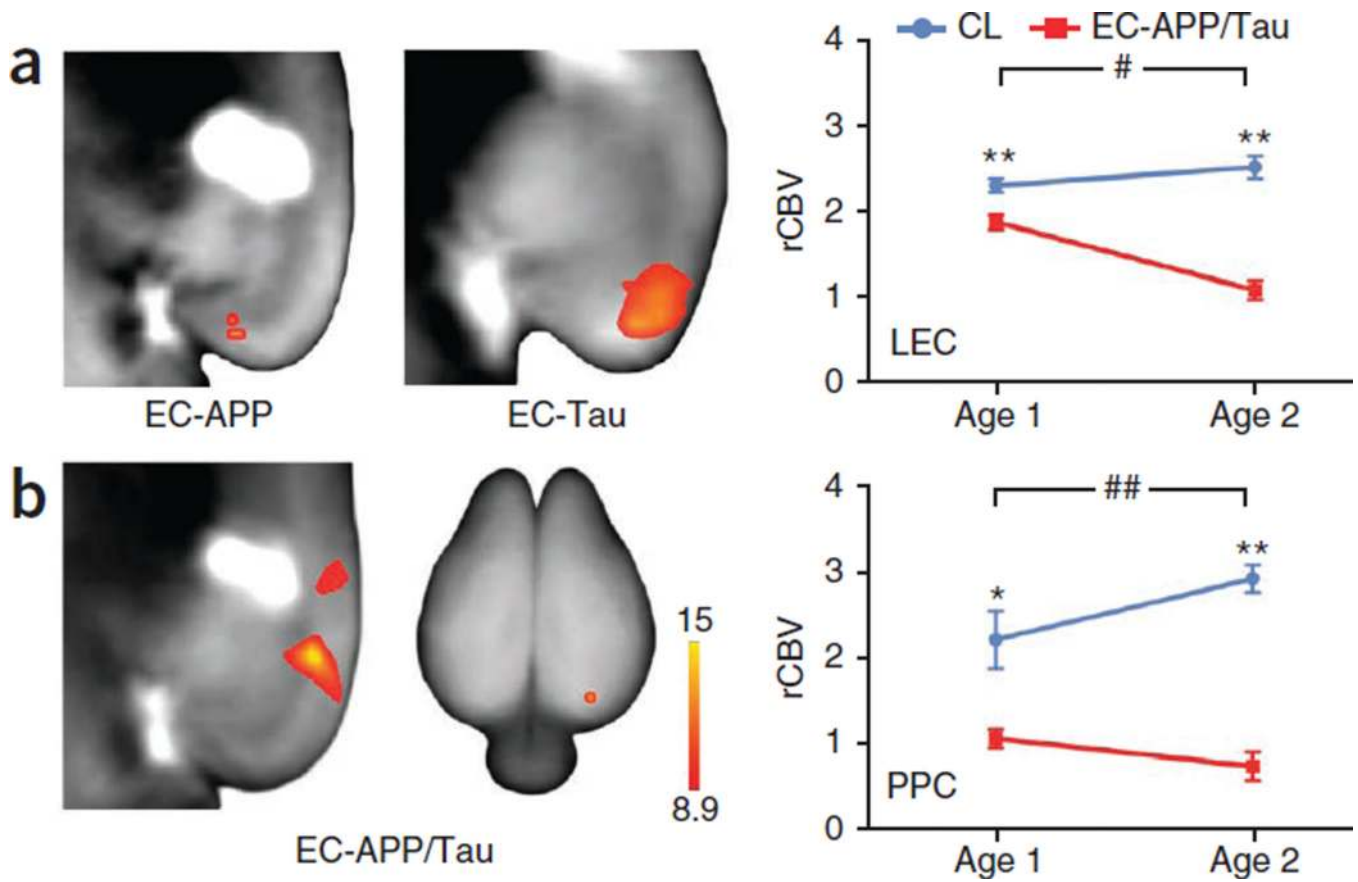 a
EC-APP
EC-Tau
CL EC-APP/Tau
4
3
2
1
0
rCBV
#
**
**
LEC
Age 1
Age 2
b
15
8.9
EC-APP/Tau
4
3
2
1
0
rCBV
##
*
**
PPC
Age 1
Age 2